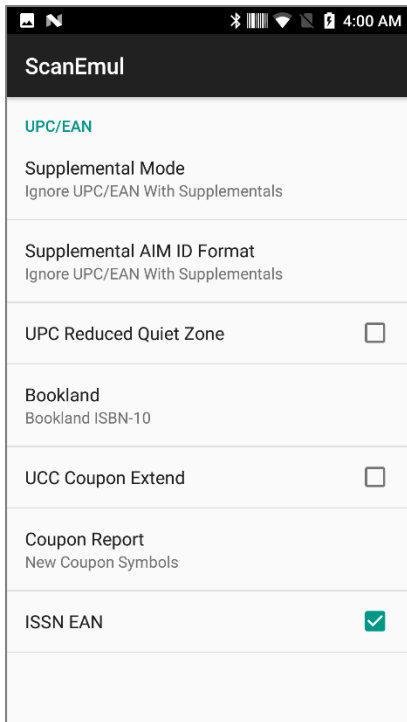 4:00 AM
ScanEmul
UPC/EAN
Supplemental Mode
Ignore UPC/EAN With Supplementals
Supplemental AIM ID Format
Ignore UPC/EAN With Supplementals
UPC Reduced Quiet Zone
Bookland
Bookland ISBN-10
UCC Coupon Extend
Coupon Report
New Coupon Symbols
ISSN EAN